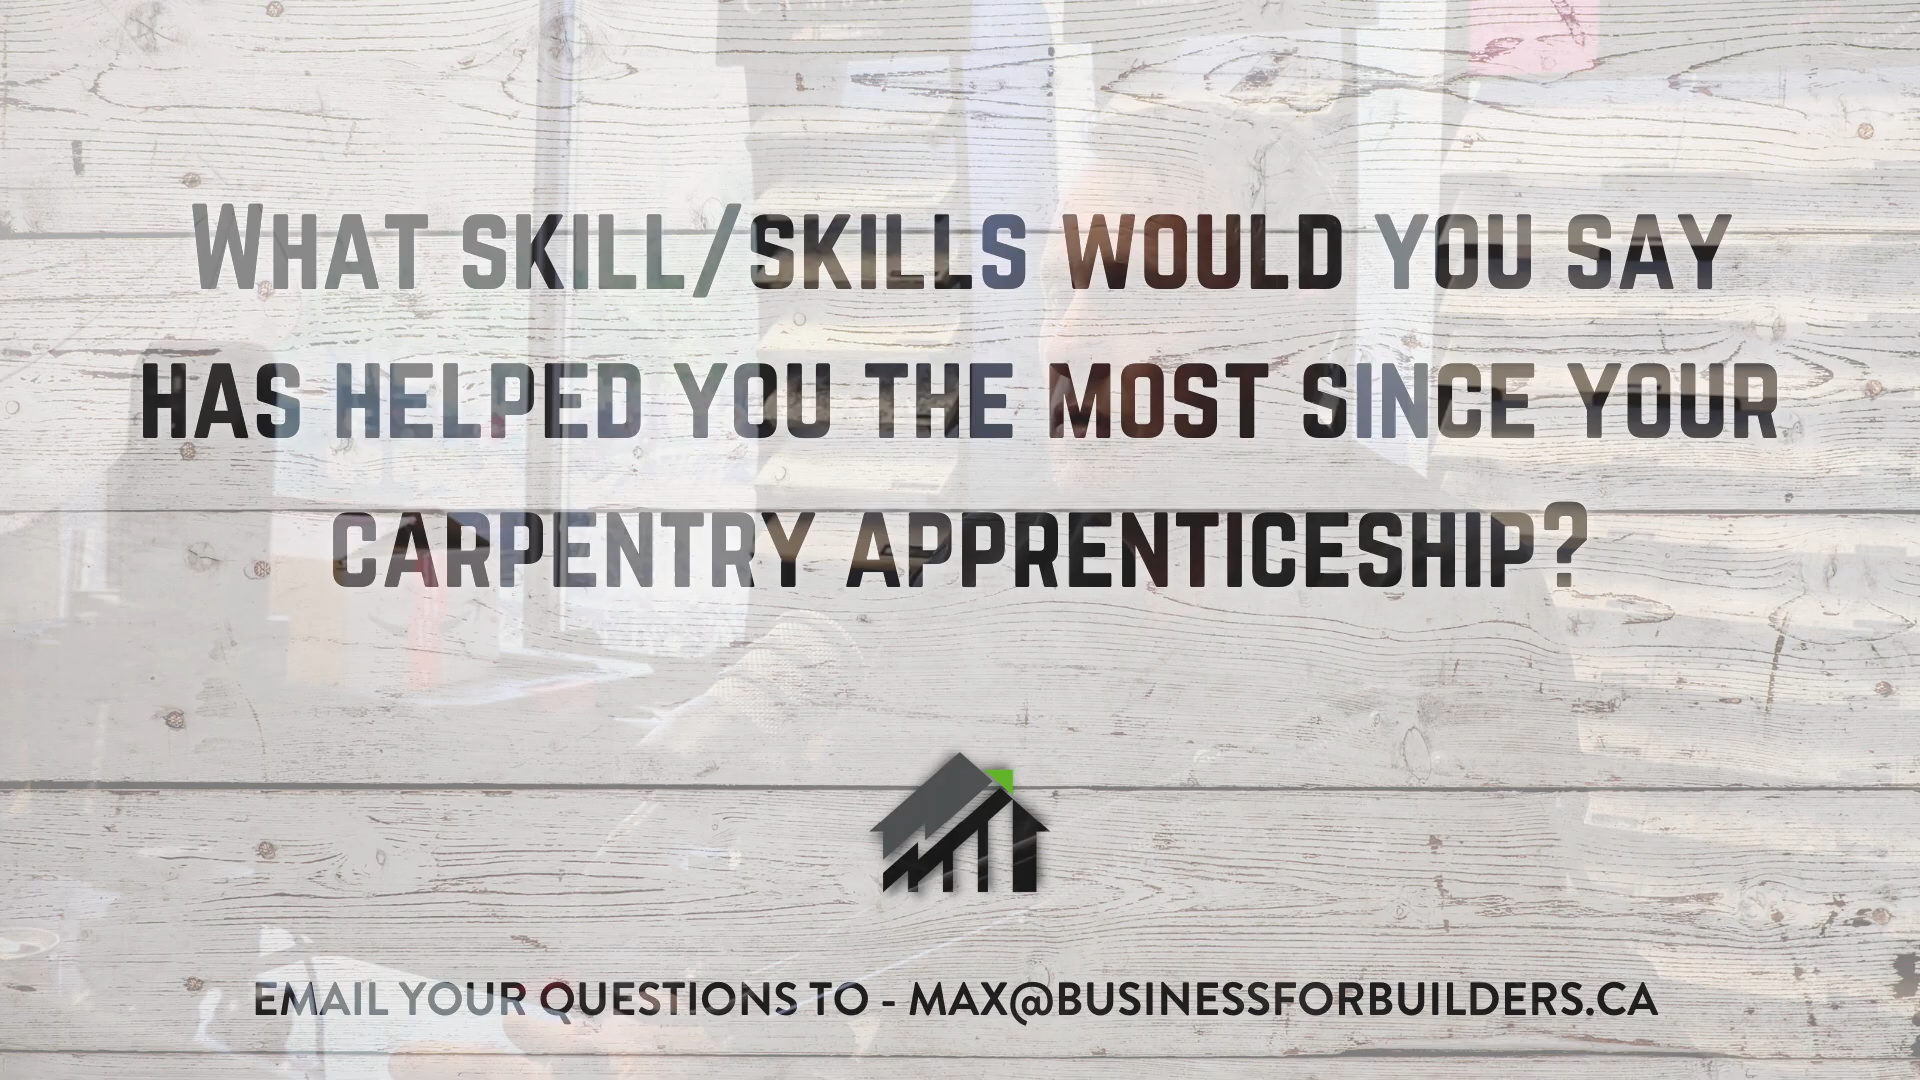 What skill/skills would you say
has helped you the most since your
carpentry apprenticeship?
EMAIL YOUR QUESTIONS TO - MAX@BUSINESSFORBUILDERS.CA